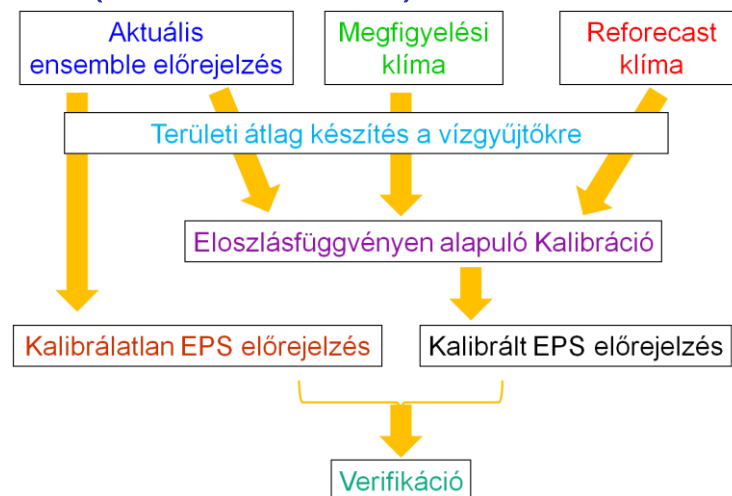 Aktuális
ensemble előrejelzés
Megfigyelési
klíma
Reforecast
klíma
Területi átlag készítés a vízgyűjtőkre
Eloszlásfüggvényen alapuló Kalibráció
Kalibrálatlan EPS előrejelzés
Kalibrált EPS előrejelzés
Verifikáció